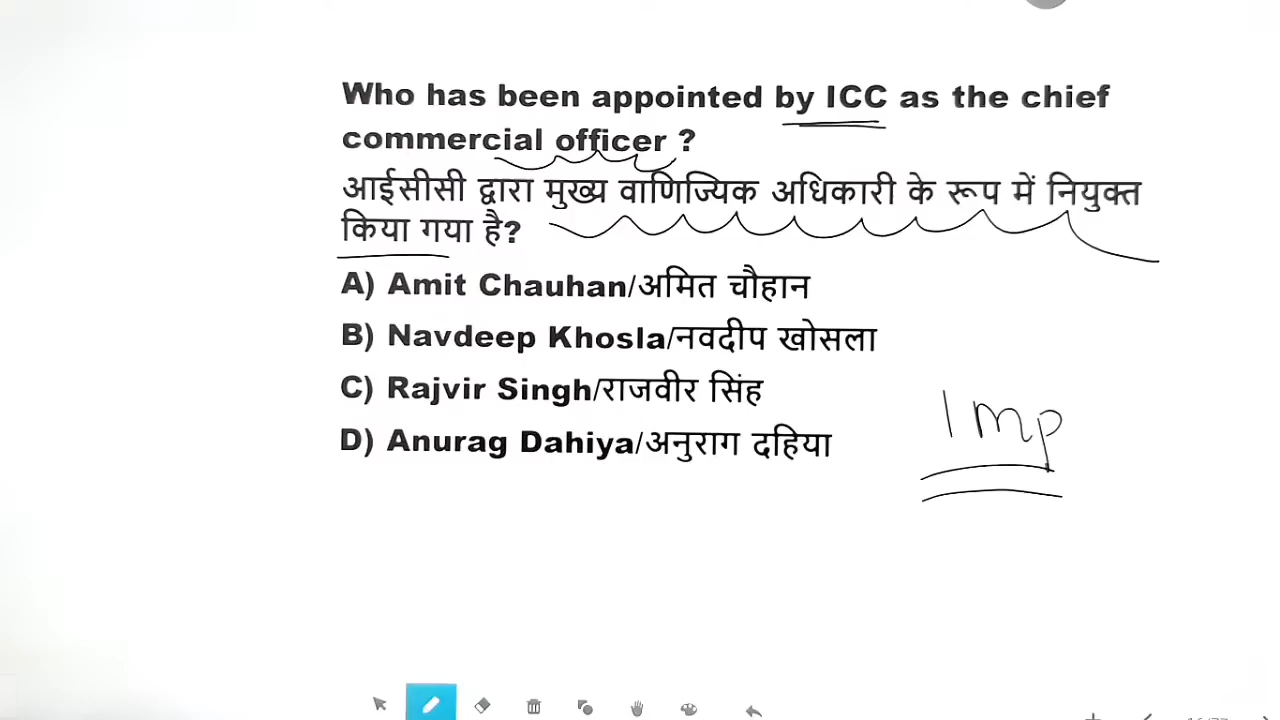 Who has been appointed by ICC as the chief
commercial officer ?
आईसीसी द्वारा मुख्य वाणिज्यिक अधिकारी के रूप में नियुक्त
किया गया है?
A) Amit Chauhan/अमित चौहान
B) Navdeep Khosla/नवदीप खोसला
C) Rajvir Singh/राजवीर सिंह
D) Anurag Dahiya/अनुराग दहिया
Imp